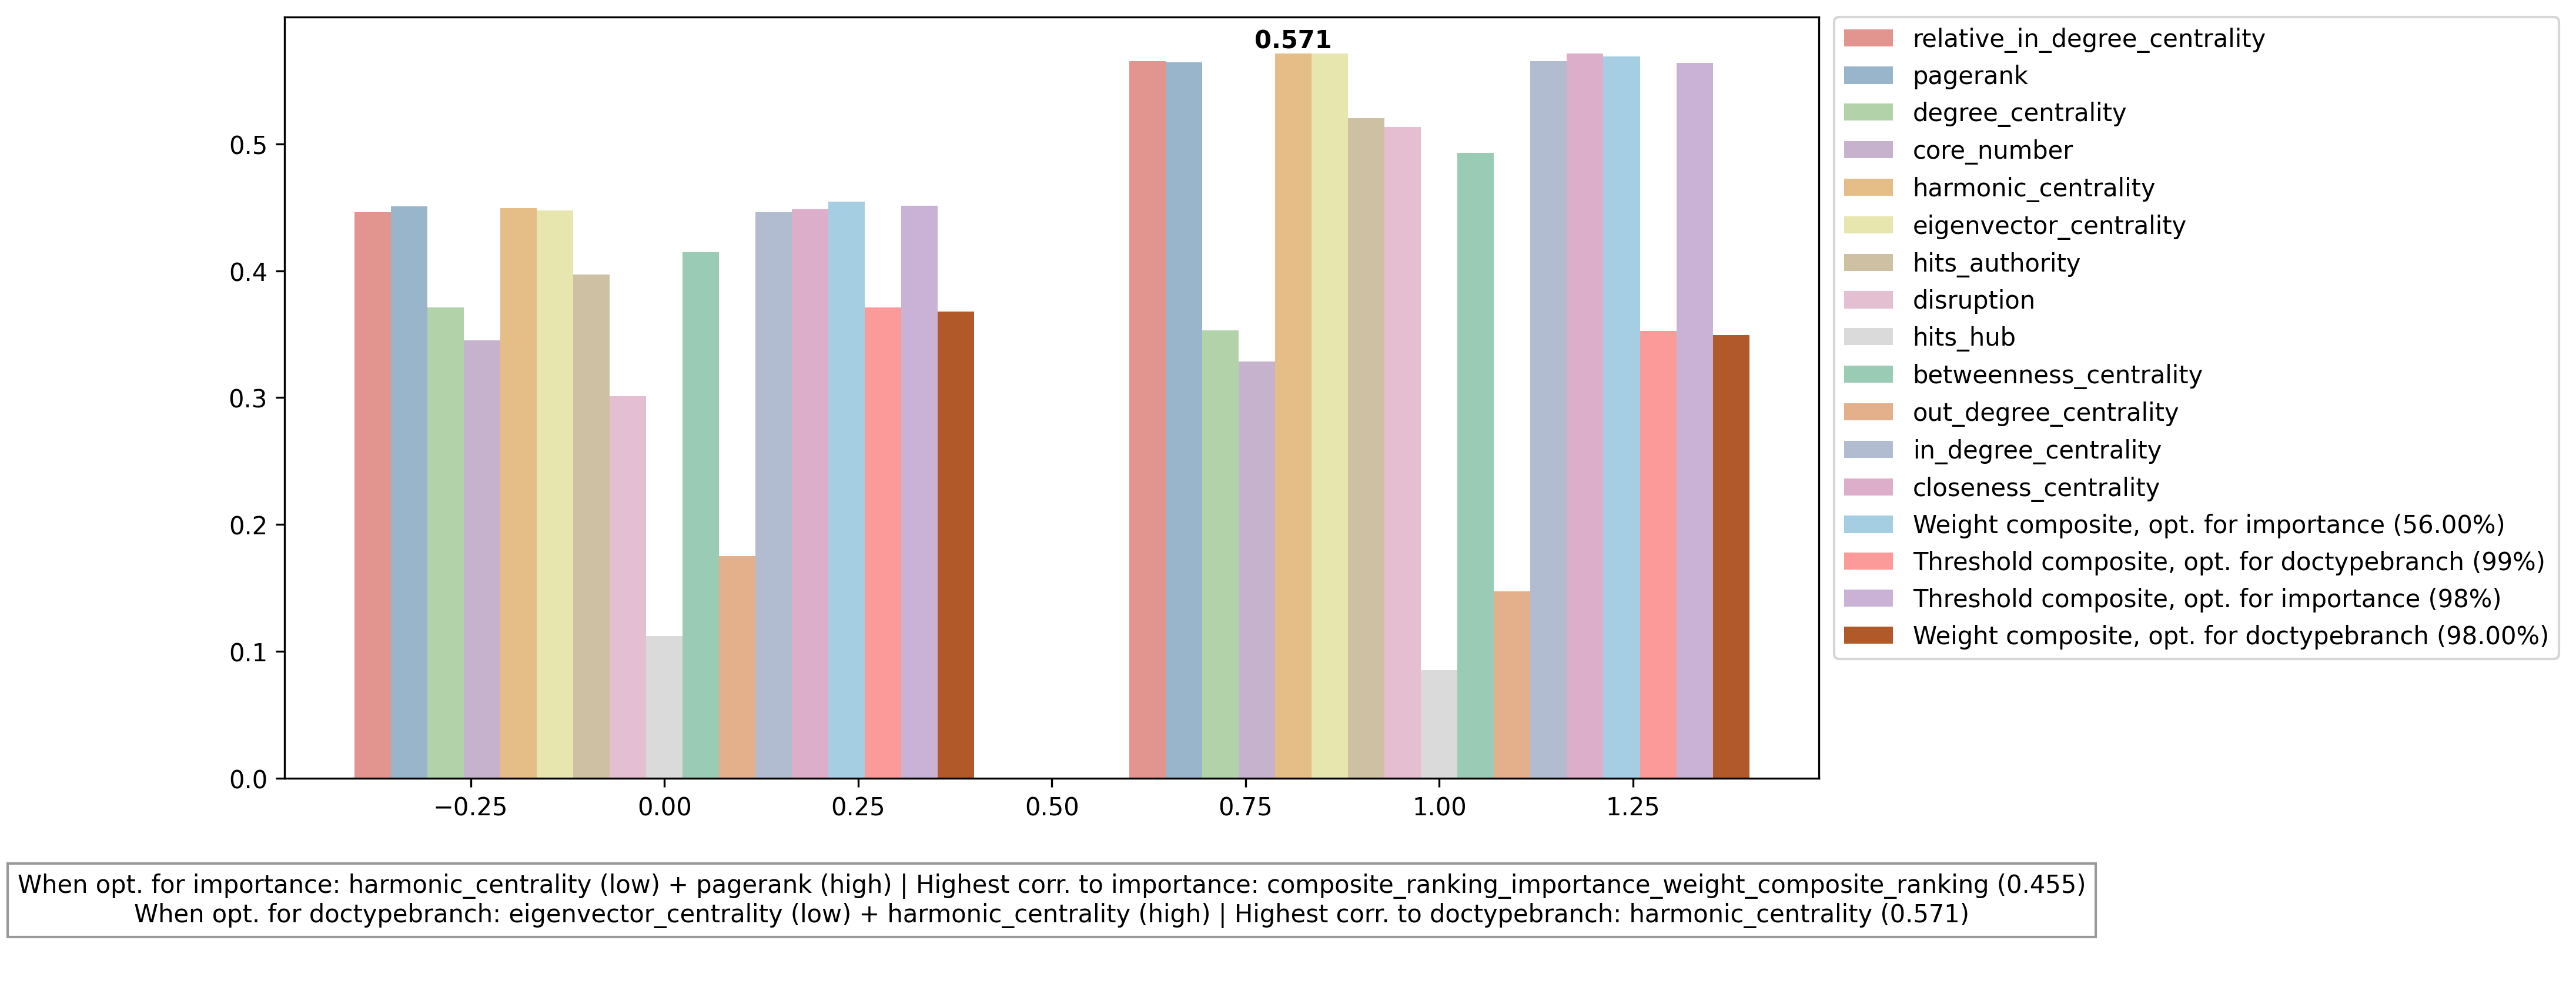 0.571
0.5
0.4
0.3
0.2
0.1
0.0
−0.25
0.00
0.25
0.50
0.75
1.00
1.25
relative_in_degree_centrality
pagerank
degree_centrality
core_number
harmonic_centrality
eigenvector_centrality
hits_authority
disruption
hits_hub
betweenness_centrality
out_degree_centrality
in_degree_centrality
closeness_centrality
Weight composite, opt. for importance (56.00%)
Threshold composite, opt. for doctypebranch (99%)
Threshold composite, opt. for importance (98%)
Weight composite, opt. for doctypebranch (98.00%)
When opt. for importance: harmonic_centrality (low) + pagerank (high) | Highest corr. to importance: composite_ranking_importance_weight_composite_ranking (0.455)
When opt. for doctypebranch: eigenvector_centrality (low) + harmonic_centrality (high) | Highest corr. to doctypebranch: harmonic_centrality (0.571)